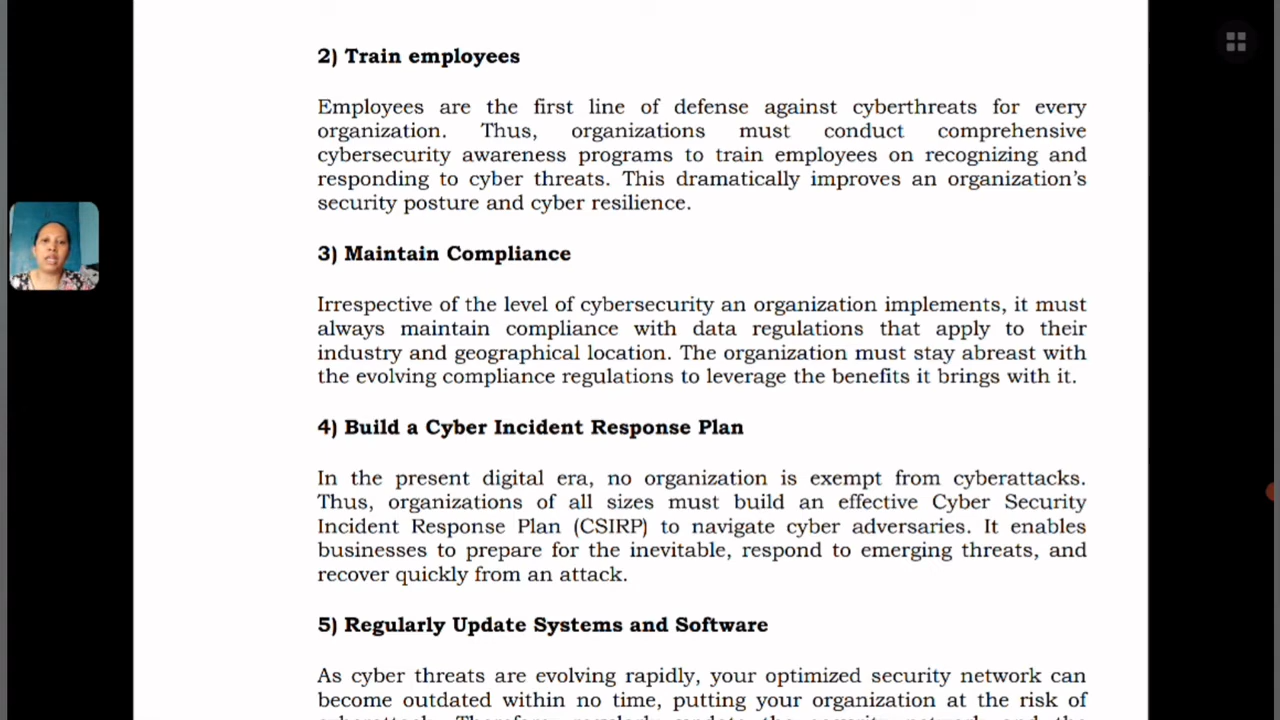 2) Train employees
Employees are the first line of defense against cyberthreats for every
organization. Thus, organizations must conduct comprehensive
cybersecurity awareness programs to train employees on recognizing and
responding to cyber threats. This dramatically improves an organization’s
security posture and cyber resilience.
3) Maintain Compliance
Irrespective of the level of cybersecurity an organization implements, it must
always maintain compliance with data regulations that apply to their
industry and geographical location. The organization must stay abreast with
the evolving compliance regulations to leverage the benefits it brings with it.
4) Build a Cyber Incident Response Plan
In the present digital era, no organization is exempt from cyberattacks.
Thus, organizations of all sizes must build an effective Cyber Security
Incident Response Plan (CSIRP) to navigate cyber adversaries. It enables
businesses to prepare for the inevitable, respond to emerging threats, and
recover quickly from an attack.
5) Regularly Update Systems and Software
As cyber threats are evolving rapidly, your optimized security network can
become outdated within no time, putting your organization at the risk of